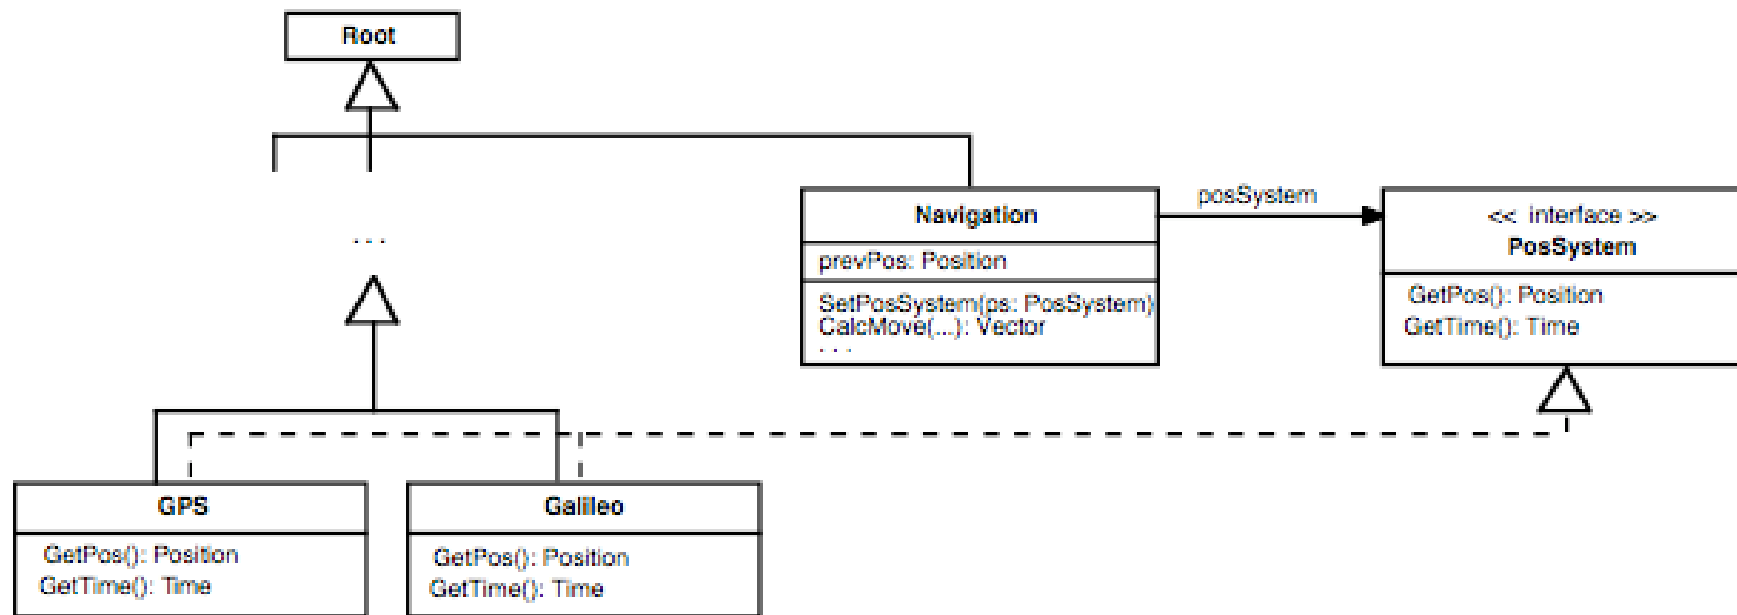 Root
. . .
Navigation
prevPos: Position
SetPosSystem(ps: PosSystem)
CalcMove(...): Vector
. . .
posSystem
<< interface >>
PosSystem
GetPos(): Position
GetTime(): Time
GPS
GetPos(): Position
GetTime(): Time
Galileo
GetPos(): Position
GetTime(): Time